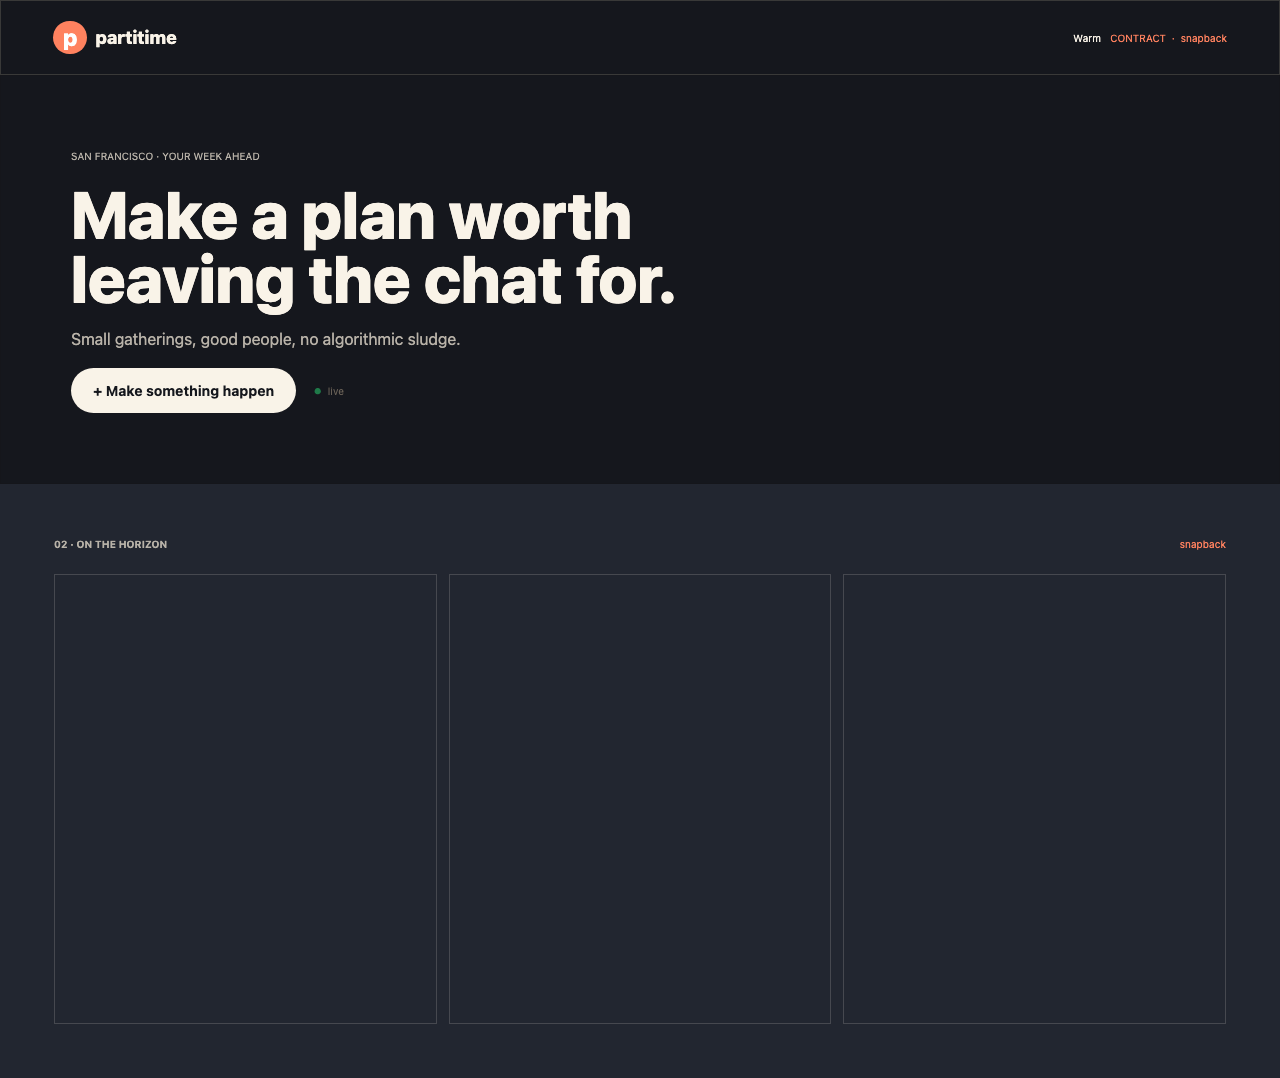 p partitime
Warm CONTRACT · snapback
SAN FRANCISCO · YOUR WEEK AHEAD
Make a plan worth
leaving the chat for.
Small gatherings, good people, no algorithmic sludge.
+ Make something happen
live
02 · ON THE HORIZON
snapback